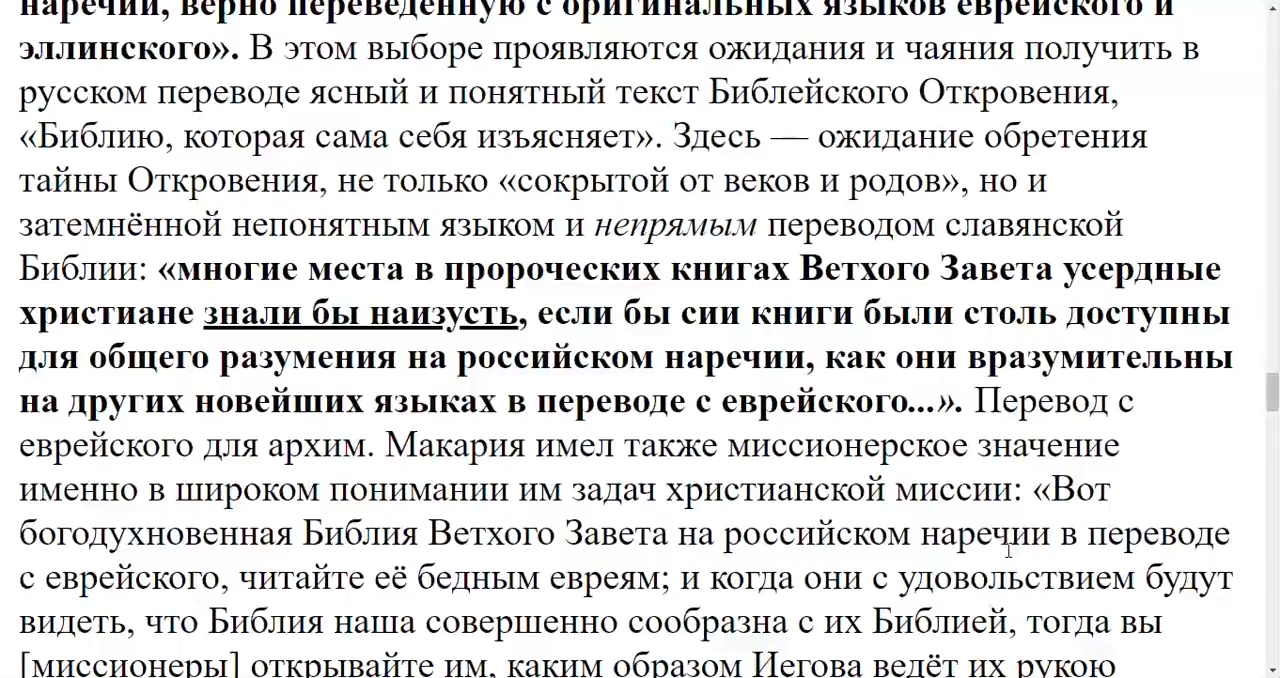 наречии, верно переведённую с оригинальных языков еврейского и
эллинского». В этом выборе проявляются ожидания и чаяния получить в
русском переводе ясный и понятный текст Библейского Откровения,
«Библию, которая сама себя изъясняет». Здесь — ожидание обретения
тайны Откровения, не только «сокрытой от веков и родов», но и
затемнённой непонятным языком и непрямым переводом славянской
Библии: «многие места в пророческих книгах Ветхого Завета усердные
христиане знали бы наизусть, если бы сии книги были столь доступны
для общего разумения на российском наречии, как они вразумительны
на других новейших языках в переводе с еврейского...». Перевод с
еврейского для архим. Макария имел также миссионерское значение
именно в широком понимании им задач христианской миссии: «Вот
богодухновенная Библия Ветхого Завета на российском наречии в переводе
с еврейского, читайте её бедным евреям; и когда они с удовольствием будут
видеть, что Библия наша совершенно сообразна с их Библией, тогда вы
[миссионеры] открывайте им, каким образом Иегова ведёт их рукою